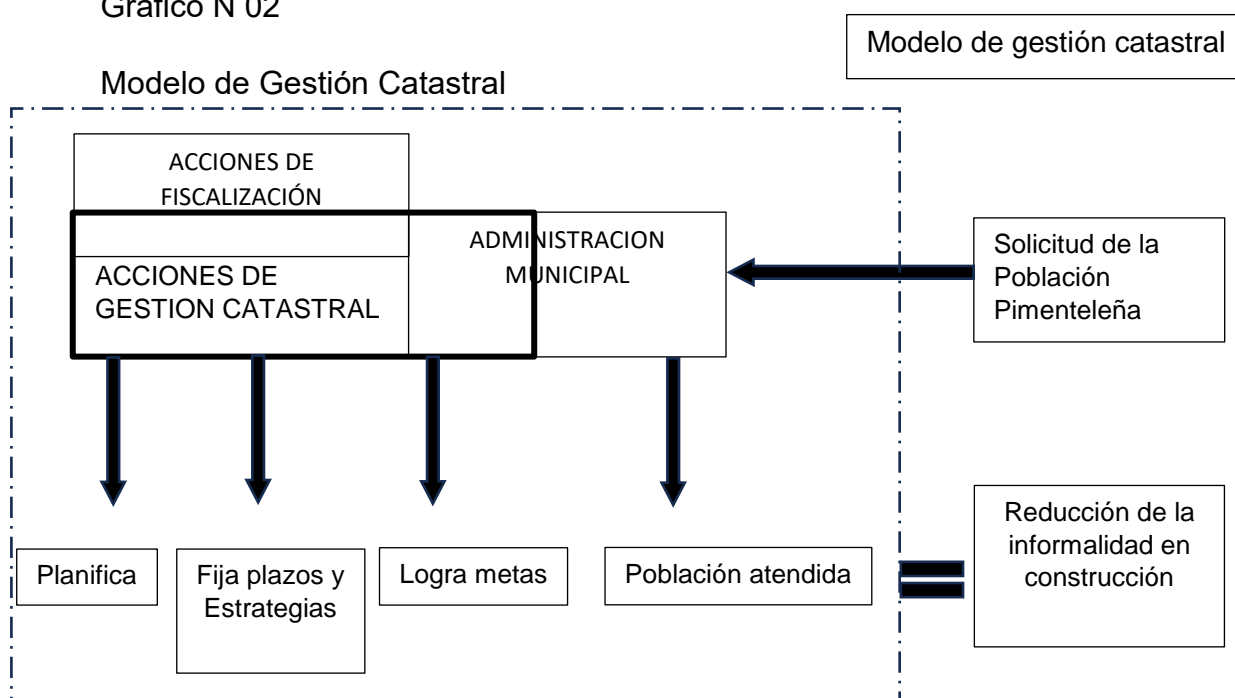 Gráfico N 02
Modelo de gestión catastral
Modelo de Gestión Catastral
ACCIONES DE
FISCALIZACIÓN
ADMINISTRACION
MUNICIPAL
ACCIONES DE
GESTION CATASTRAL
Solicitud de la
Población
Pimenteleña
Planifica
Fija plazos y
Estrategias
Logra metas
Población atendida
Reducción de la
informalidad en
construcción